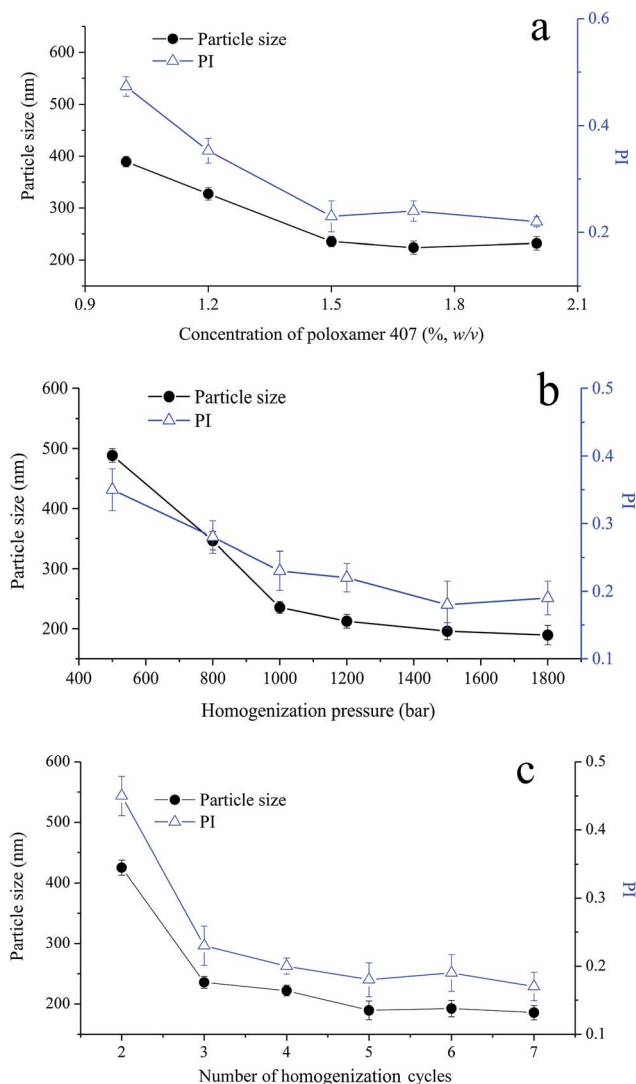 a
Particle size
PI
600
500
400
300
200
0.6
0.4
0.2
Particle size (nm)
PI
0.9 1.2 1.5 1.8 2.1
Concentration of poloxamer 407 (%, w/v)
b
Particle size
PI
600
500
400
300
200
0.5
0.4
0.3
0.2
0.1
Particle size (nm)
PI
400 600 800 1000 1200 1400 1600 1800
Homogenization pressure (bar)
c
Particle size
PI
600
500
400
300
200
0.5
0.4
0.3
0.2
0.1
Particle size (nm)
PI
2 3 4 5 6 7
Number of homogenization cycles